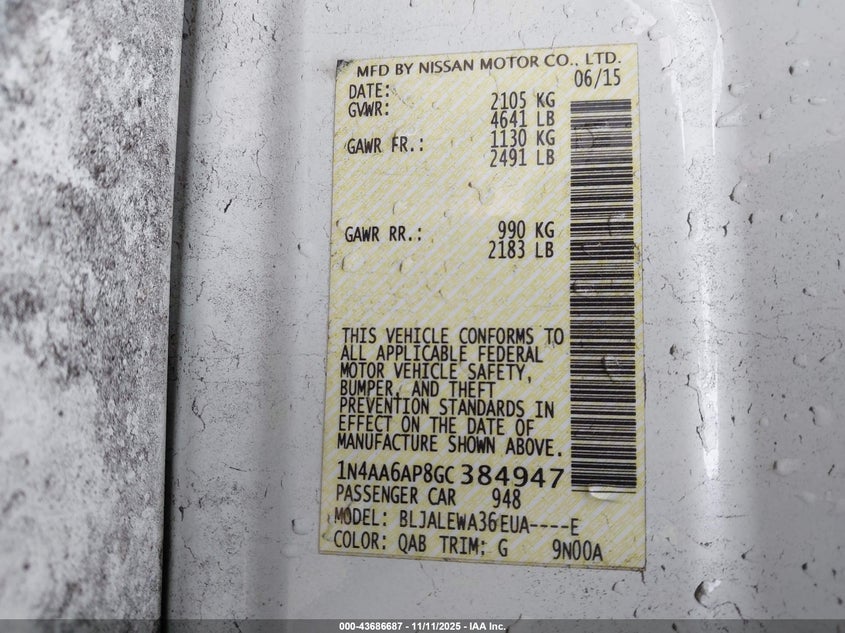 MFD BY NISSAN MOTOR CO., LTD.
DATE: 06/15
GVWR: 2105 KG
4641 LB
GAWR FR.: 1130 KG
2491 LB
GAWR RR.: 990 KG
2183 LB
THIS VEHICLE CONFORMS TO
ALL APPLICABLE FEDERAL
MOTOR VEHICLE SAFETY,
BUMPER, AND THEFT
PREVENTION STANDARDS IN
EFFECT ON THE DATE OF
MANUFACTURE SHOWN ABOVE.
1N4AA6AP8GC384947
PASSENGER CAR 948
MODEL: BLJALEWA36EUA----E
COLOR: QAB TRIM: G 9N00A
000-43686687 - 11/11/2025 - IAA Inc.